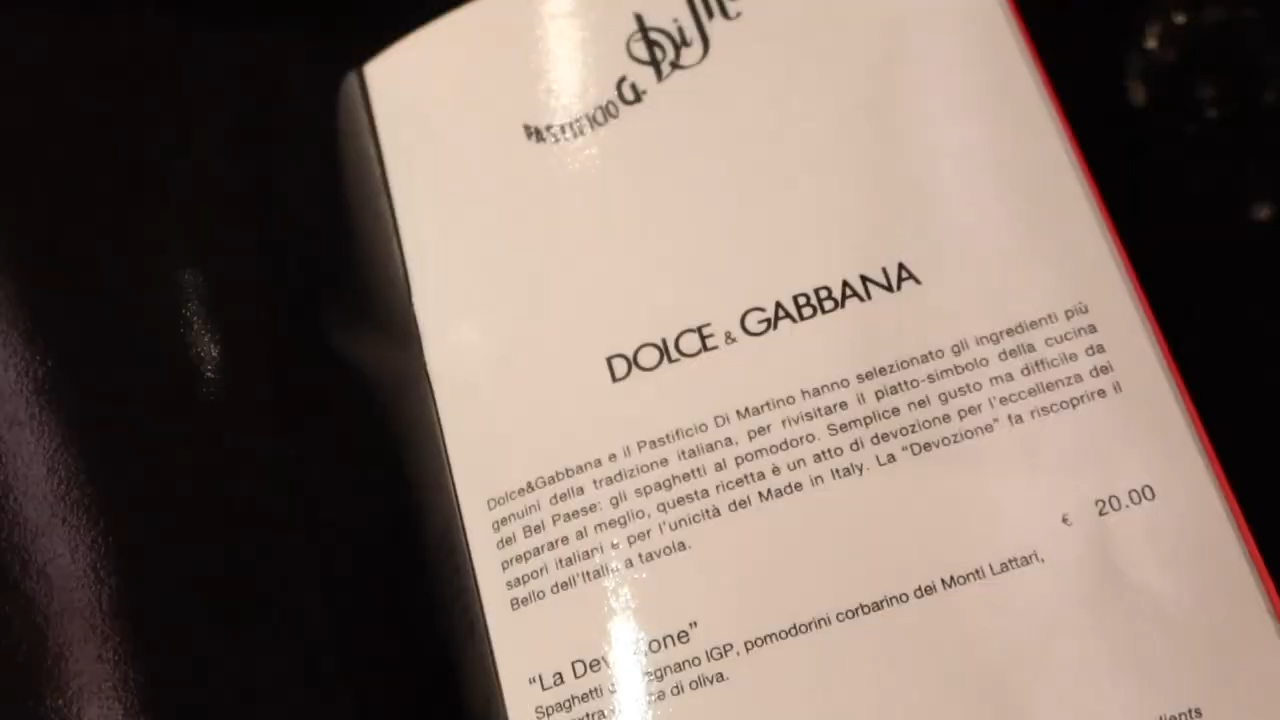 PASTIFICIO G. Di
DOLCE & GABBANA
Dolce&Gabbana e il Pastificio Di Martino hanno selezionato gli ingredienti più
genuini della tradizione italiana, per rivisitare il piatto-simbolo della cucina
del Bel Paese: gli spaghetti al pomodoro. Semplice nel gusto ma difficile da
preparare al meglio, questa ricetta è un atto di devozione per l'eccellenza dei
sapori italiani e per l'unicità del Made in Italy. La “Devozione” fa riscoprire il
Bello dell'Italia a tavola.
€ 20.00
“La Devozione”
Spaghetti IGP, pomodorini corbarino dei Monti Lattari,
di oliva.